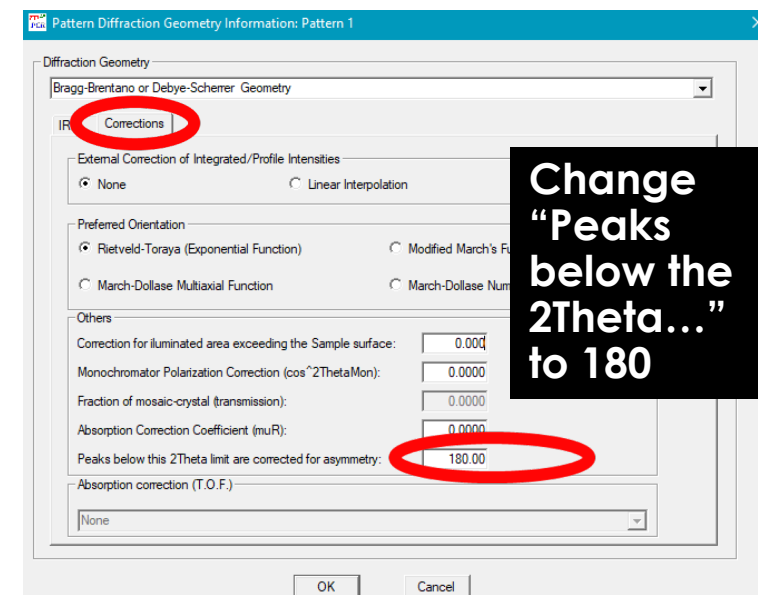 Pattern Diffraction Geometry Information: Pattern 1
Diffraction Geometry
Bragg-Brentano or Debye-Scherrer Geometry
Corrections
External Correction of Integrated/Profile Intensities
None
Linear Interpolation
Preferred Orientation
Rietveld-Toraya (Exponential Function)
Modified March's
March-Dollase Multiaxial Function
March-Dollase
Others
Correction for iluminated area exceeding the Sample surface: 0.000
Monochromator Polarization Correction (cos^2ThetaMon): 0.0000
Fraction of mosaic-crystal (transmission): 0.0000
Absorption Correction Coefficient (muR): 0.0000
Peaks below this 2Theta limit are corrected for asymmetry: 180.00
Absorption correction (T.O.F.)
None
OK
Cancel
Change
“Peaks
below the
2Theta…”
to 180